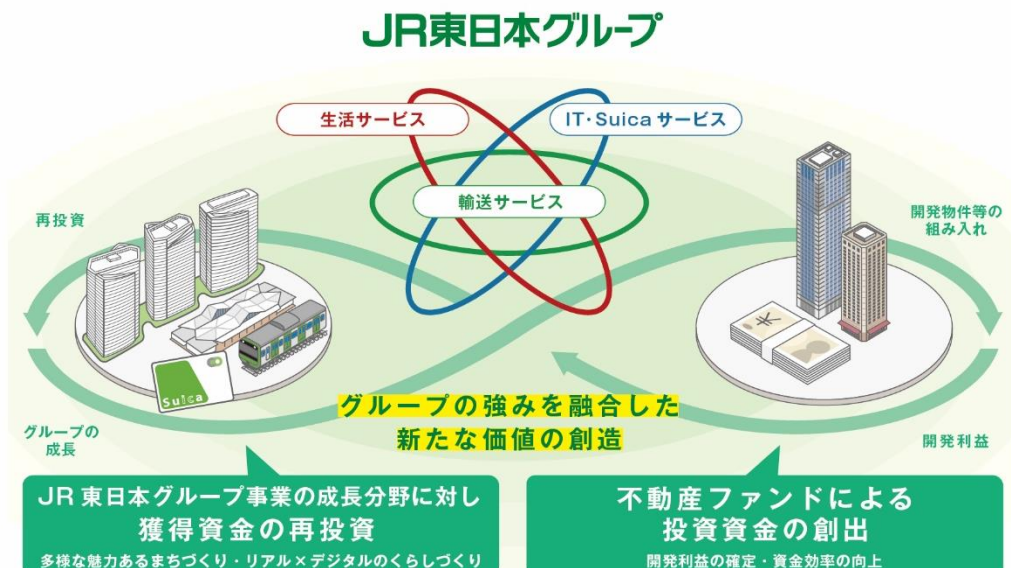 JR東日本グループ
生活サービス
IT・Suica サービス
輸送サービス
再投資
開発物件等の
組み入れ
Suica
¥
グループの強みを融合した
新たな価値の創造
グループの
成長
開発利益
JR 東日本グループ事業の成長分野に対し
獲得資金の再投資
多様な魅力あるまちづくり・リアル×デジタルのくらしづくり
不動産ファンドによる
投資資金の創出
開発利益の確定・資金効率の向上